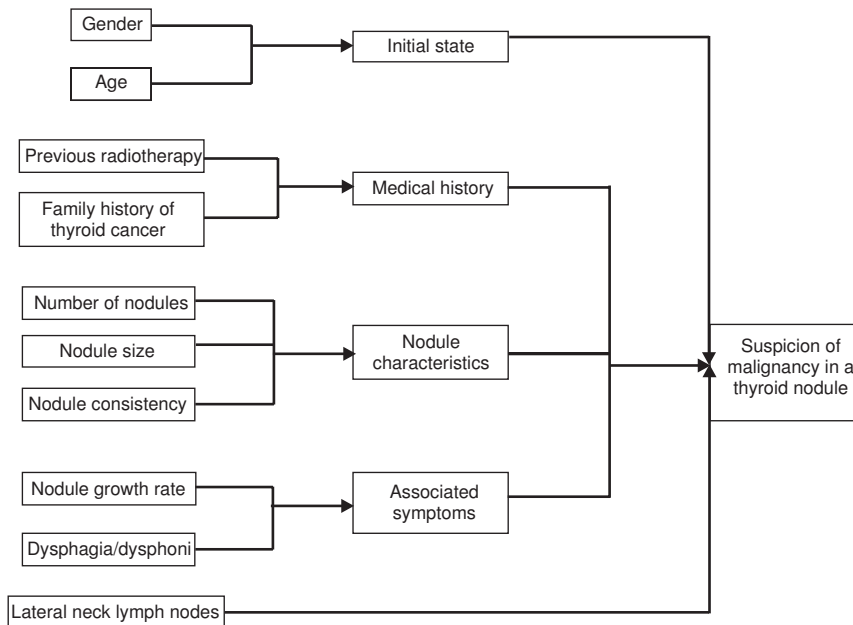 Gender
Age
Initial state
Previous radiotherapy
Family history of
thyroid cancer
Medical history
Number of nodules
Nodule size
Nodule consistency
Nodule
characteristics
Nodule growth rate
Dysphagia/dysphoni
Associated
symptoms
Lateral neck lymph nodes
Suspicion of
malignancy in a
thyroid nodule